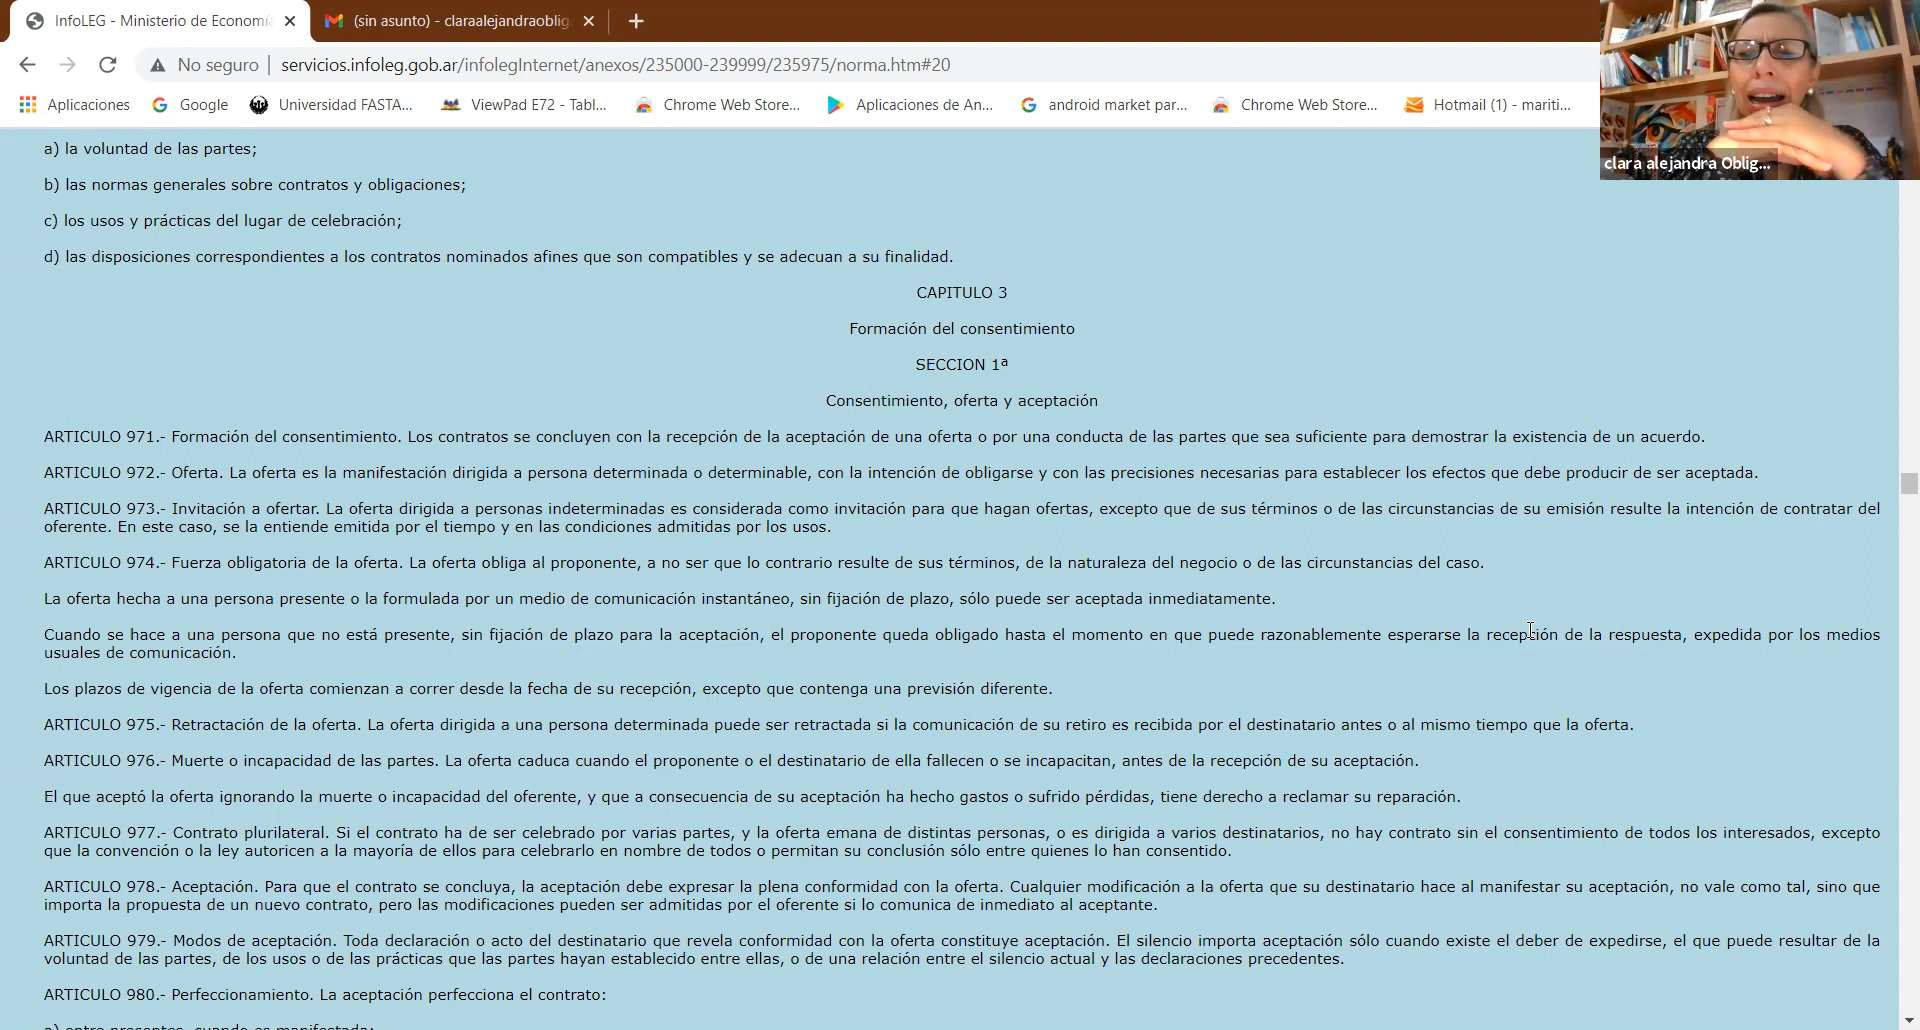 InfoLEG - Ministerio de Economía
(sin asunto) - claraalejandraoblig
No seguro
servicios.infoleg.gob.ar/infolegInternet/anexos/235000-239999/235975/norma.htm#20
Aplicaciones
Google
Universidad FASTA...
ViewPad E72 - Tabl...
Chrome Web Store...
Aplicaciones de An...
android market par...
Chrome Web Store...
Hotmail (1) - mariti...
clara alejandra Oblig...
a) la voluntad de las partes;
b) las normas generales sobre contratos y obligaciones;
c) los usos y prácticas del lugar de celebración;
d) las disposiciones correspondientes a los contratos nominados afines que son compatibles y se adecuan a su finalidad.
CAPITULO 3
Formación del consentimiento
SECCION 1ª
Consentimiento, oferta y aceptación
ARTICULO 971.- Formación del consentimiento. Los contratos se concluyen con la recepción de la aceptación de una oferta o por una conducta de las partes que sea suficiente para demostrar la existencia de un acuerdo.
ARTICULO 972.- Oferta. La oferta es la manifestación dirigida a persona determinada o determinable, con la intención de obligarse y con las precisiones necesarias para establecer los efectos que debe producir de ser aceptada.
ARTICULO 973.- Invitación a ofertar. La oferta dirigida a personas indeterminadas es considerada como invitación para que hagan ofertas, excepto que de sus términos o de las circunstancias de su emisión resulte la intención de contratar del
oferente. En este caso, se la entiende emitida por el tiempo y en las condiciones admitidas por los usos.
ARTICULO 974.- Fuerza obligatoria de la oferta. La oferta obliga al proponente, a no ser que lo contrario resulte de sus términos, de la naturaleza del negocio o de las circunstancias del caso.
La oferta hecha a una persona presente o la formulada por un medio de comunicación instantáneo, sin fijación de plazo, sólo puede ser aceptada inmediatamente.
Cuando se hace a una persona que no está presente, sin fijación de plazo para la aceptación, el proponente queda obligado hasta el momento en que puede razonablemente esperarse la recepción de la respuesta, expedida por los medios
usuales de comunicación.
Los plazos de vigencia de la oferta comienzan a correr desde la fecha de su recepción, excepto que contenga una previsión diferente.
ARTICULO 975.- Retractación de la oferta. La oferta dirigida a una persona determinada puede ser retractada si la comunicación de su retiro es recibida por el destinatario antes o al mismo tiempo que la oferta.
ARTICULO 976.- Muerte o incapacidad de las partes. La oferta caduca cuando el proponente o el destinatario de ella fallecen o se incapacitan, antes de la recepción de su aceptación.
El que aceptó la oferta ignorando la muerte o incapacidad del oferente, y que a consecuencia de su aceptación ha hecho gastos o sufrido pérdidas, tiene derecho a reclamar su reparación.
ARTICULO 977.- Contrato plurilateral. Si el contrato ha de ser celebrado por varias partes, y la oferta emana de distintas personas, o es dirigida a varios destinatarios, no hay contrato sin el consentimiento de todos los interesados, excepto
que la convención o la ley autoricen a la mayoría de ellos para celebrarlo en nombre de todos o permitan su conclusión sólo entre quienes lo han consentido.
ARTICULO 978.- Aceptación. Para que el contrato se concluya, la aceptación debe expresar la plena conformidad con la oferta. Cualquier modificación a la oferta que su destinatario hace al manifestar su aceptación, no vale como tal, sino que
importa la propuesta de un nuevo contrato, pero las modificaciones pueden ser admitidas por el oferente si lo comunica de inmediato al aceptante.
ARTICULO 979.- Modos de aceptación. Toda declaración o acto del destinatario que revela conformidad con la oferta constituye aceptación. El silencio importa aceptación sólo cuando existe el deber de expedirse, el que puede resultar de la
voluntad de las partes, de los usos o de las prácticas que las partes hayan establecido entre ellas, o de una relación entre el silencio actual y las declaraciones precedentes.
ARTICULO 980.- Perfeccionamiento. La aceptación perfecciona el contrato:
a) entre presentes, cuando es manifestada;